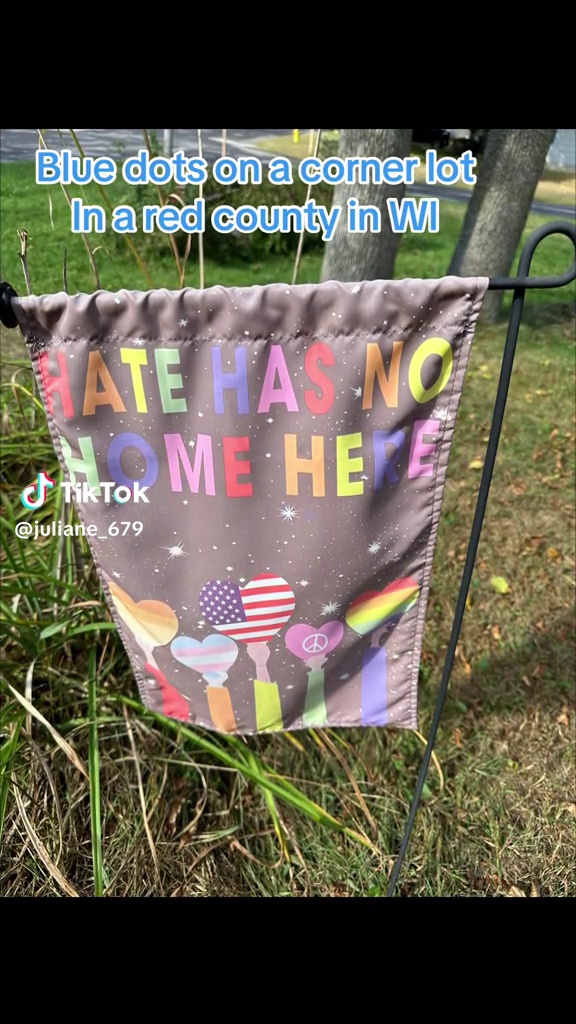 Blue dots on a corner lot
In a red county in WI
HATE HAS NO
HOME HERE
TikTok
@juliane_679